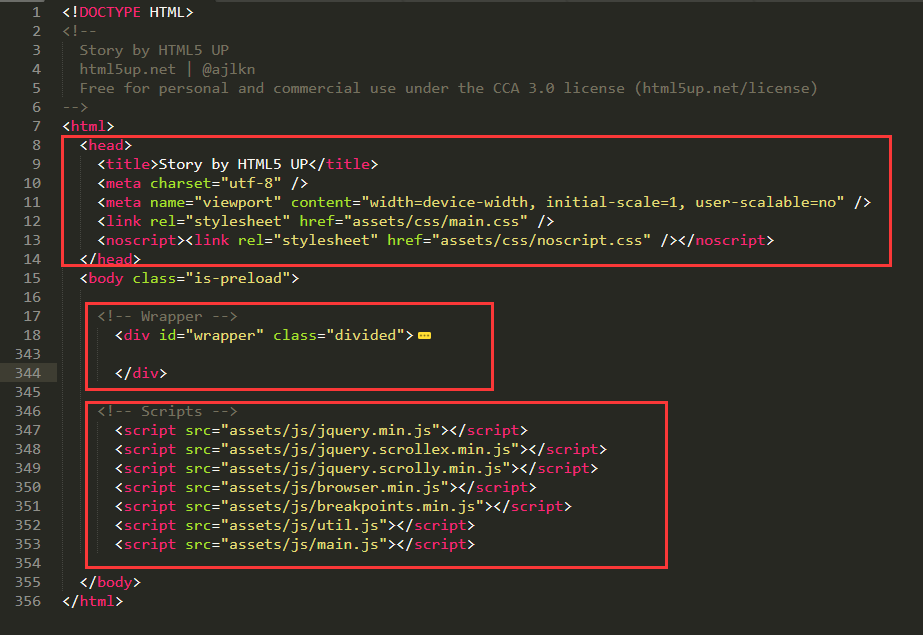 1 <!DOCTYPE HTML>
2 <!--
3 Story by HTML5 UP
4 html5up.net | @ajlkn
5 Free for personal and commercial use under the CCA 3.0 license (html5up.net/license)
6 -->
7 <html>
8 <head>
9 <title>Story by HTML5 UP</title>
10 <meta charset="utf-8" />
11 <meta name="viewport" content="width=device-width, initial-scale=1, user-scalable=no" />
12 <link rel="stylesheet" href="assets/css/main.css" />
13 <noscript><link rel="stylesheet" href="assets/css/noscript.css" /></noscript>
14 </head>
15 <body class="is-preload">
16
17 <!-- Wrapper -->
18 <div id="wrapper" class="divided">
343
344 </div>
345
346 <!-- Scripts -->
347 <script src="assets/js/jquery.min.js"></script>
348 <script src="assets/js/jquery.scrollex.min.js"></script>
349 <script src="assets/js/jquery.scrolly.min.js"></script>
350 <script src="assets/js/browser.min.js"></script>
351 <script src="assets/js/breakpoints.min.js"></script>
352 <script src="assets/js/util.js"></script>
353 <script src="assets/js/main.js"></script>
354
355 </body>
356 </html>